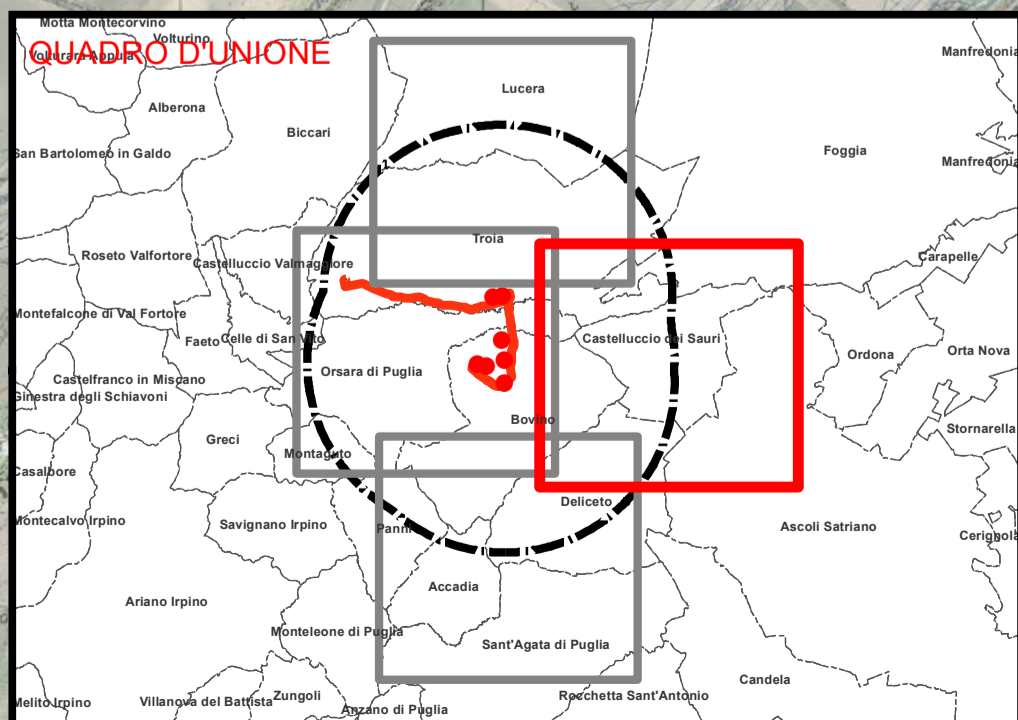 Motta Montecorvino
Volturino
QUADRO D'UNIONE
Volturara Appula
Manfredonia
Lucera
Alberona
Biccari
Foggia
San Bartolomeo in Galdo
Manfredonia
Troia
Roseto Valfortore
Castelluccio Valmaggiore
Carapelle
Montefalcone di Val Fortore
Faeto
Celle di San Vito
Castelluccio dei Sauri
Ordona
Orta Nova
Orsara di Puglia
Castelfranco in Miscano
Ginestra degli Schiavoni
Bovino
Stornarella
Greci
Montaguto
Casalbore
Deliceto
Montecalvo Irpino
Savignano Irpino
Panni
Ascoli Satriano
Cerignola
Accadia
Ariano Irpino
Monteleone di Puglia
Sant'Agata di Puglia
Candela
Melito Irpino
Villanova del Battista
Zungoli
Rocchetta Sant'Antonio
Anzano di Puglia